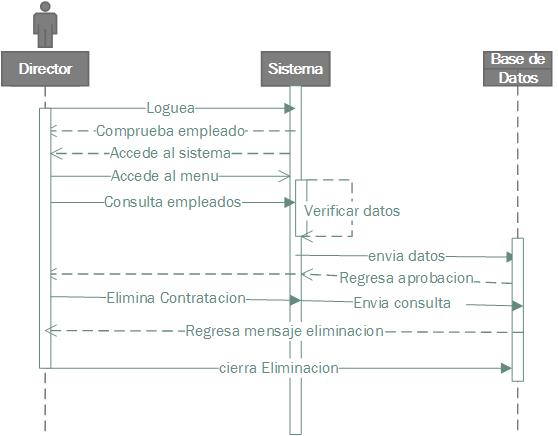 Director
Sistema
Base de
Datos
Loguea
Comprueba empleado
Accede al sistema
Accede al menu
Consulta empleados
Verificar datos
envia datos
Regresa aprobacion
Elimina Contratacion
Envia consulta
Regresa mensaje eliminacion
cierra Eliminacion